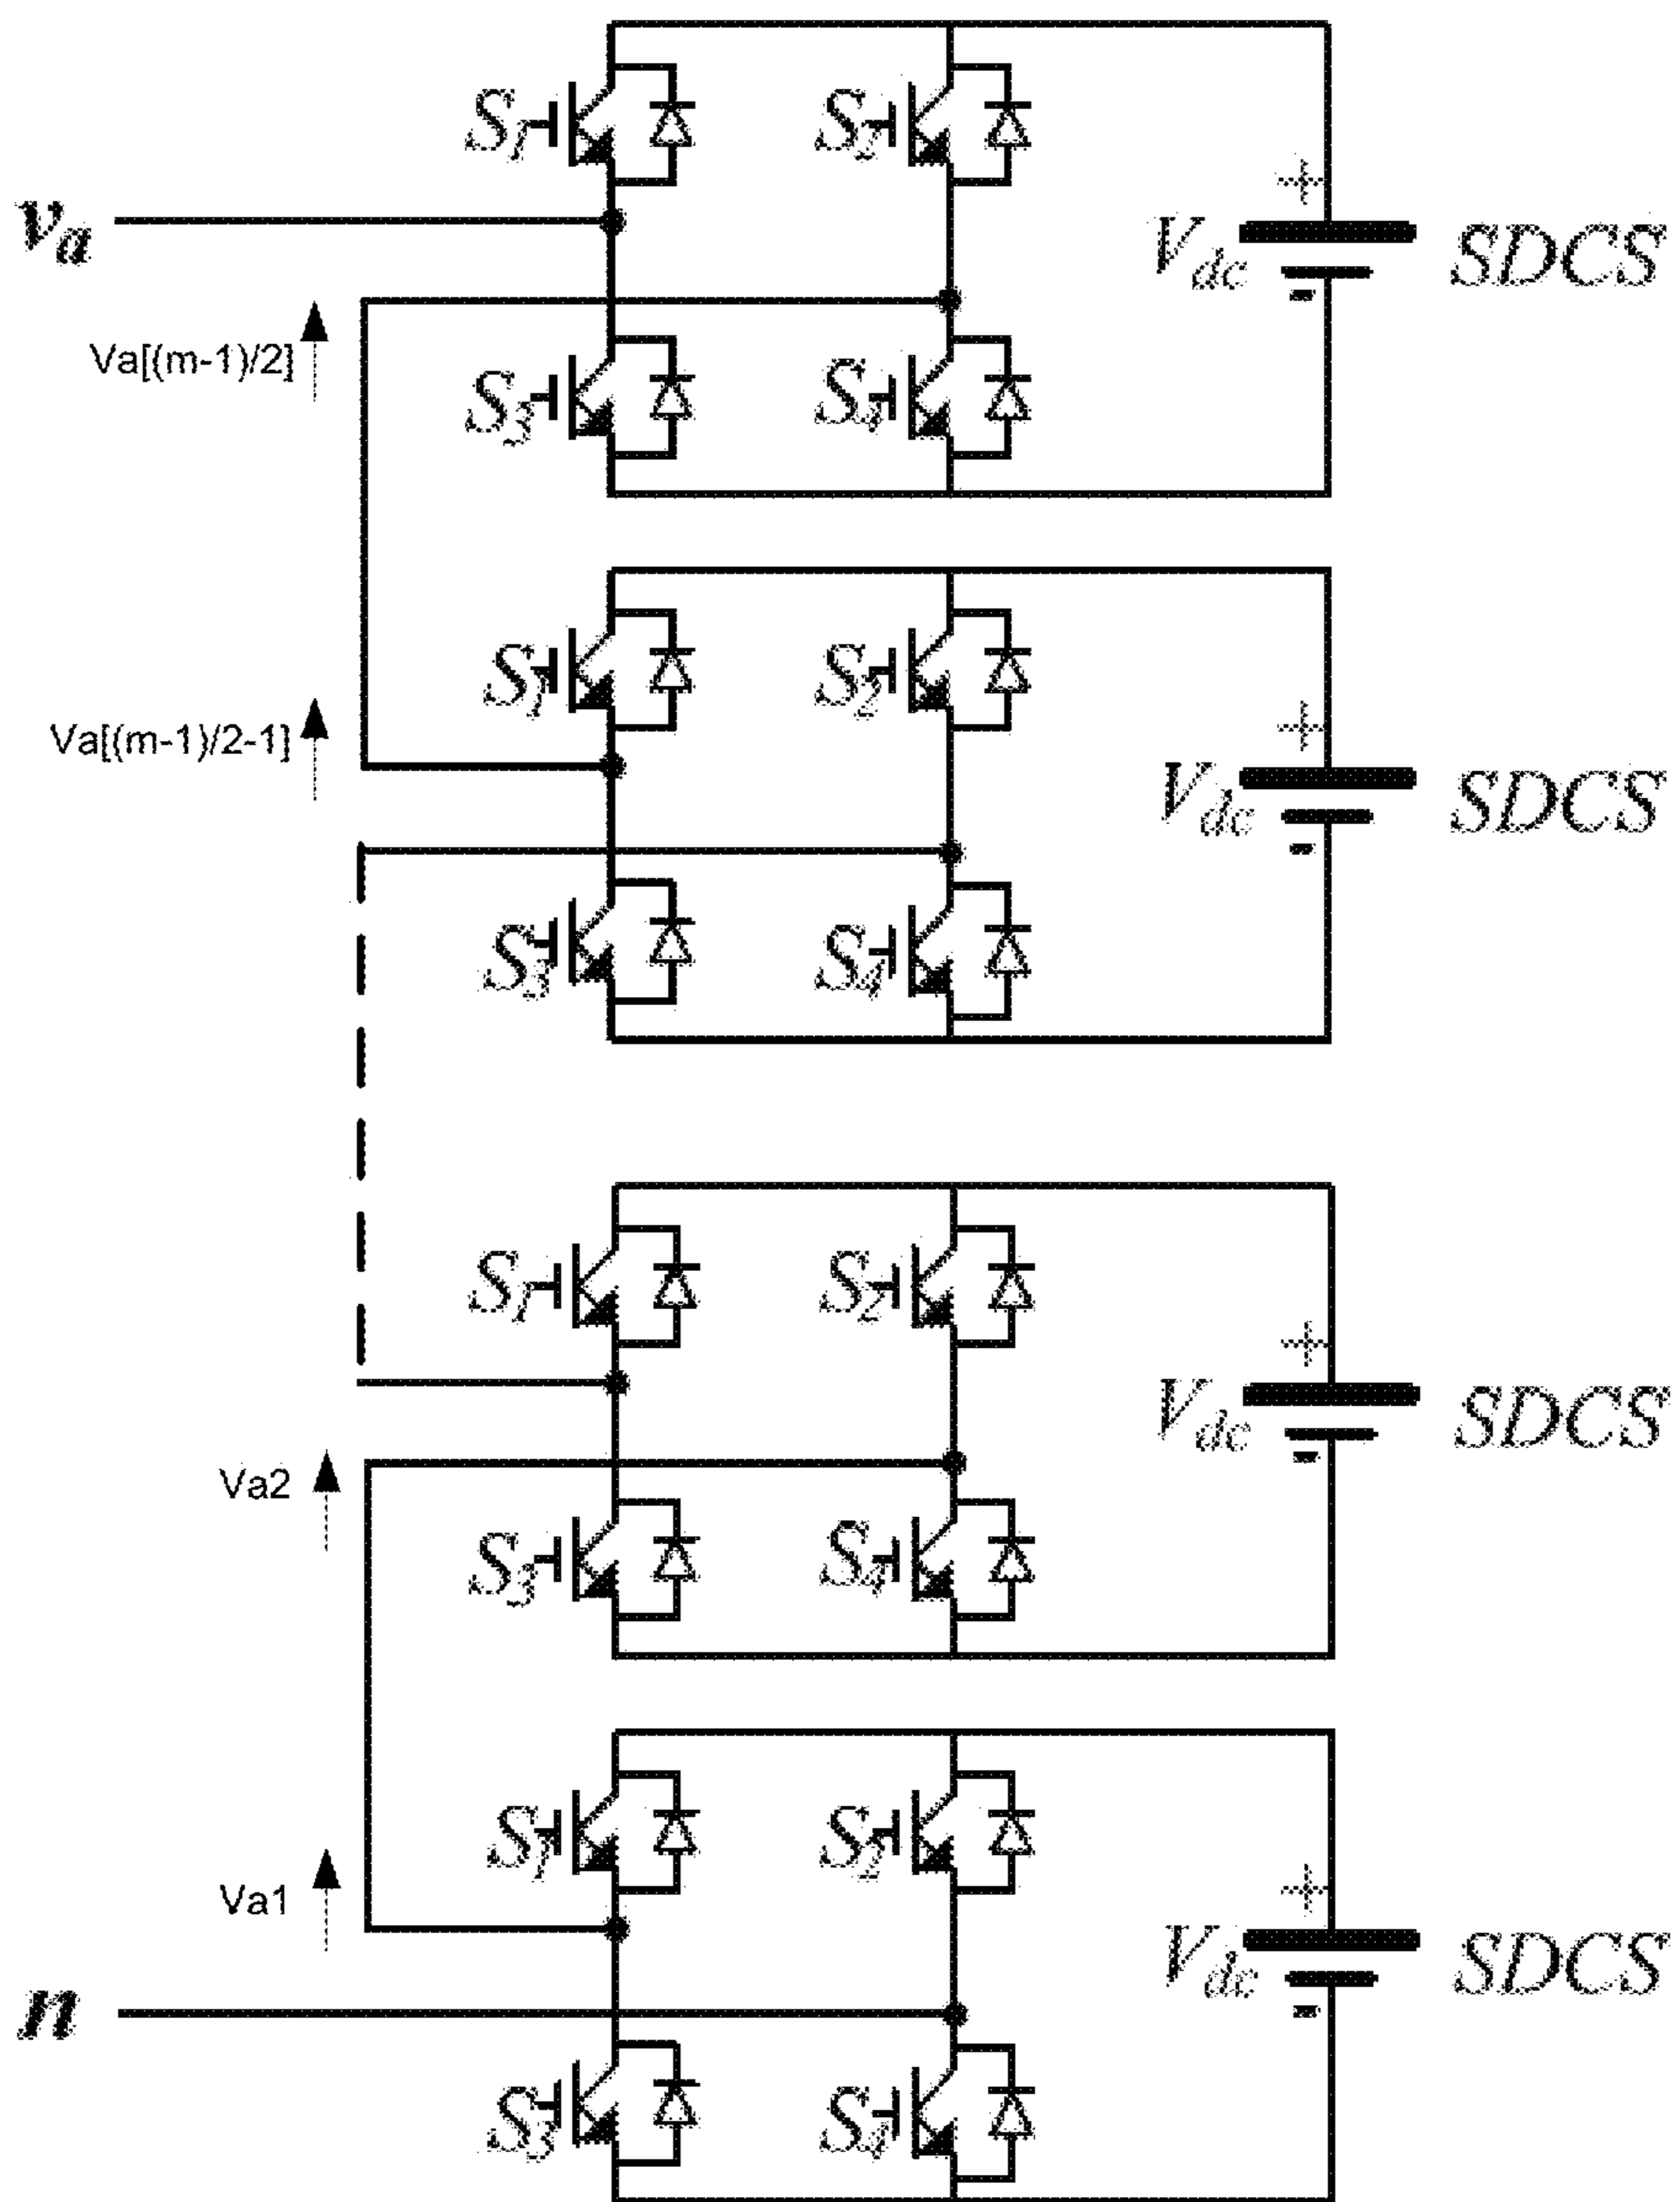 S1 S2
+
va
Vdc SDCS
-
Va[(m-1)/2]
S3 S4
S1 S2
+
Va[(m-1)/2-1]
Vdc SDCS
-
S3 S4
S1 S2
+
Vdc SDCS
-
Va2
S3 S4
S1 S2
+
Va1
Vdc SDCS
-
n
S3 S4